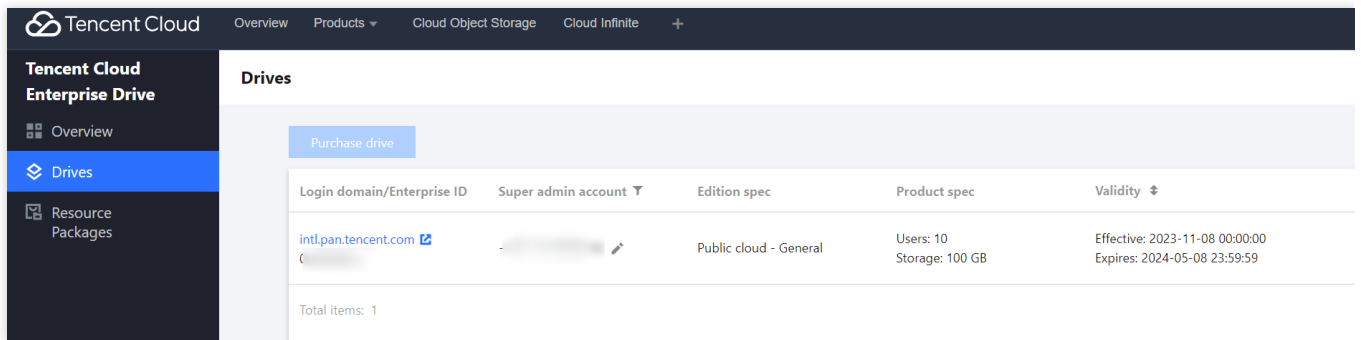 Tencent Cloud Overview Products Cloud Object Storage Cloud Infinite +
Tencent Cloud
Enterprise Drive
Overview
Drives
Resource
Packages
Drives
Purchase drive
Login domain/Enterprise ID Super admin account Edition spec Product spec Validity
intl.pan.tencent.com Public cloud - General Users: 10 Effective: 2023-11-08 00:00:00
Storage: 100 GB Expires: 2024-05-08 23:59:59
Total items: 1